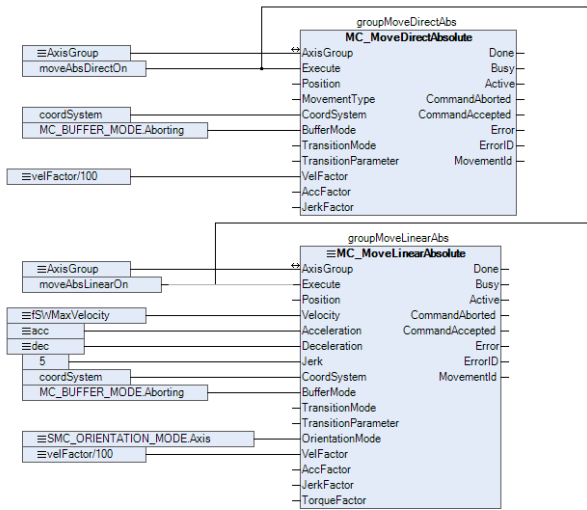 groupMoveDirectAbs
MC_MoveDirectAbsolute
AxisGroup AxisGroup Done
moveAbsDirectOn Execute Busy
Position Active
MovementType CommandAborted
coordSystem CoordSystem CommandAccepted
MC_BUFFER_MODE.Aborting BufferMode Error
TransitionMode ErrorID
TransitionParameter MovementId
velFactor/100 VelFactor
AccFactor
JerkFactor
groupMoveLinearAbs
MC_MoveLinearAbsolute
AxisGroup AxisGroup Done
moveAbsLinearOn Execute Busy
Position Active
fSWMaxVelocity Velocity CommandAborted
acc Acceleration CommandAccepted
dec Deceleration Error
5 Jerk ErrorID
coordSystem CoordSystem MovementId
MC_BUFFER_MODE.Aborting BufferMode
TransitionMode
TransitionParameter
SMC_ORIENTATION_MODE.Axis OrientationMode
velFactor/100 VelFactor
AccFactor
JerkFactor
TorqueFactor